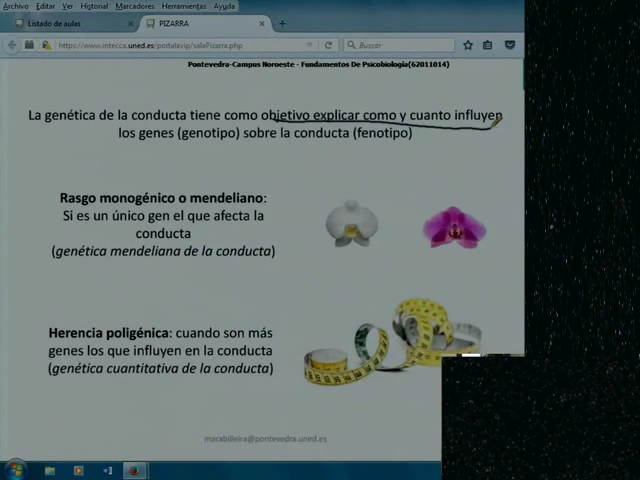 Archivo Editar Ver Historial Marcadores Herramientas Ayuda
Listado de aulas
PIZARRA
https://www.intecca.uned.es/portalavip/salaPizarra.php
Buscar
Pontevedra-Campus Noroeste - Fundamentos De Psicobiologia(62011014)
La genética de la conducta tiene como objetivo explicar como y cuanto influyen
los genes (genotipo) sobre la conducta (fenotipo)
Rasgo monogénico o mendeliano:
Si es un único gen el que afecta la
conducta
(genética mendeliana de la conducta)
Herencia poligénica: cuando son más
genes los que influyen en la conducta
(genética cuantitativa de la conducta)
marabilleira@pontevedra.uned.es